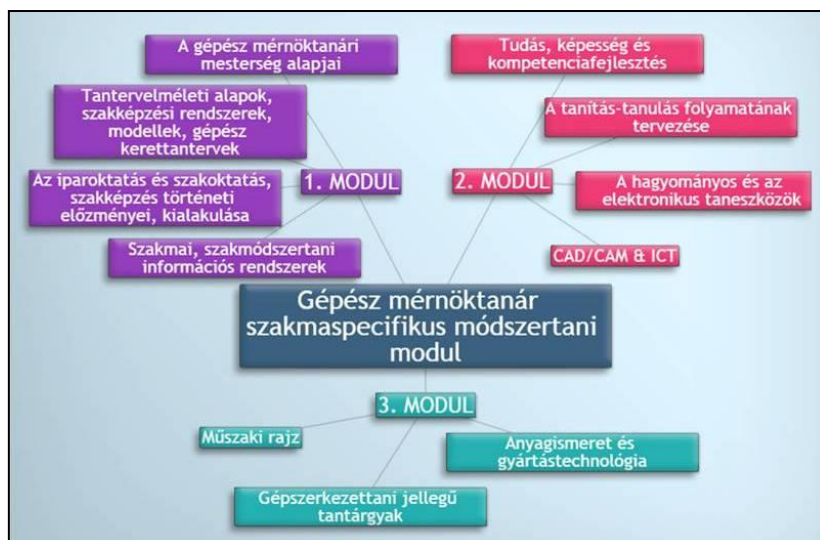 A gépész mérnöktanári
mesterség alapjai
Tantervelméleti alapok,
szakképzési rendszerek,
modellek, gépész
kerettantervek
Az iparoktatás és szakoktatás,
szakképzés történeti
előzményei, kialakulása
Szakmai, szakmódszertani
információs rendszerek
1. MODUL
Tudás, képesség és
kompetenciafejlesztés
A tanítás-tanulás folyamatának
tervezése
2. MODUL
A hagyományos és az
elektronikus taneszközök
CAD/CAM & ICT
Gépész mérnöktanár
szakmaspecifikus módszertani
modul
3. MODUL
Műszaki rajz
Anyagismeret és
gyártástechnológia
Gépszerkezettani jellegű
tantárgyak